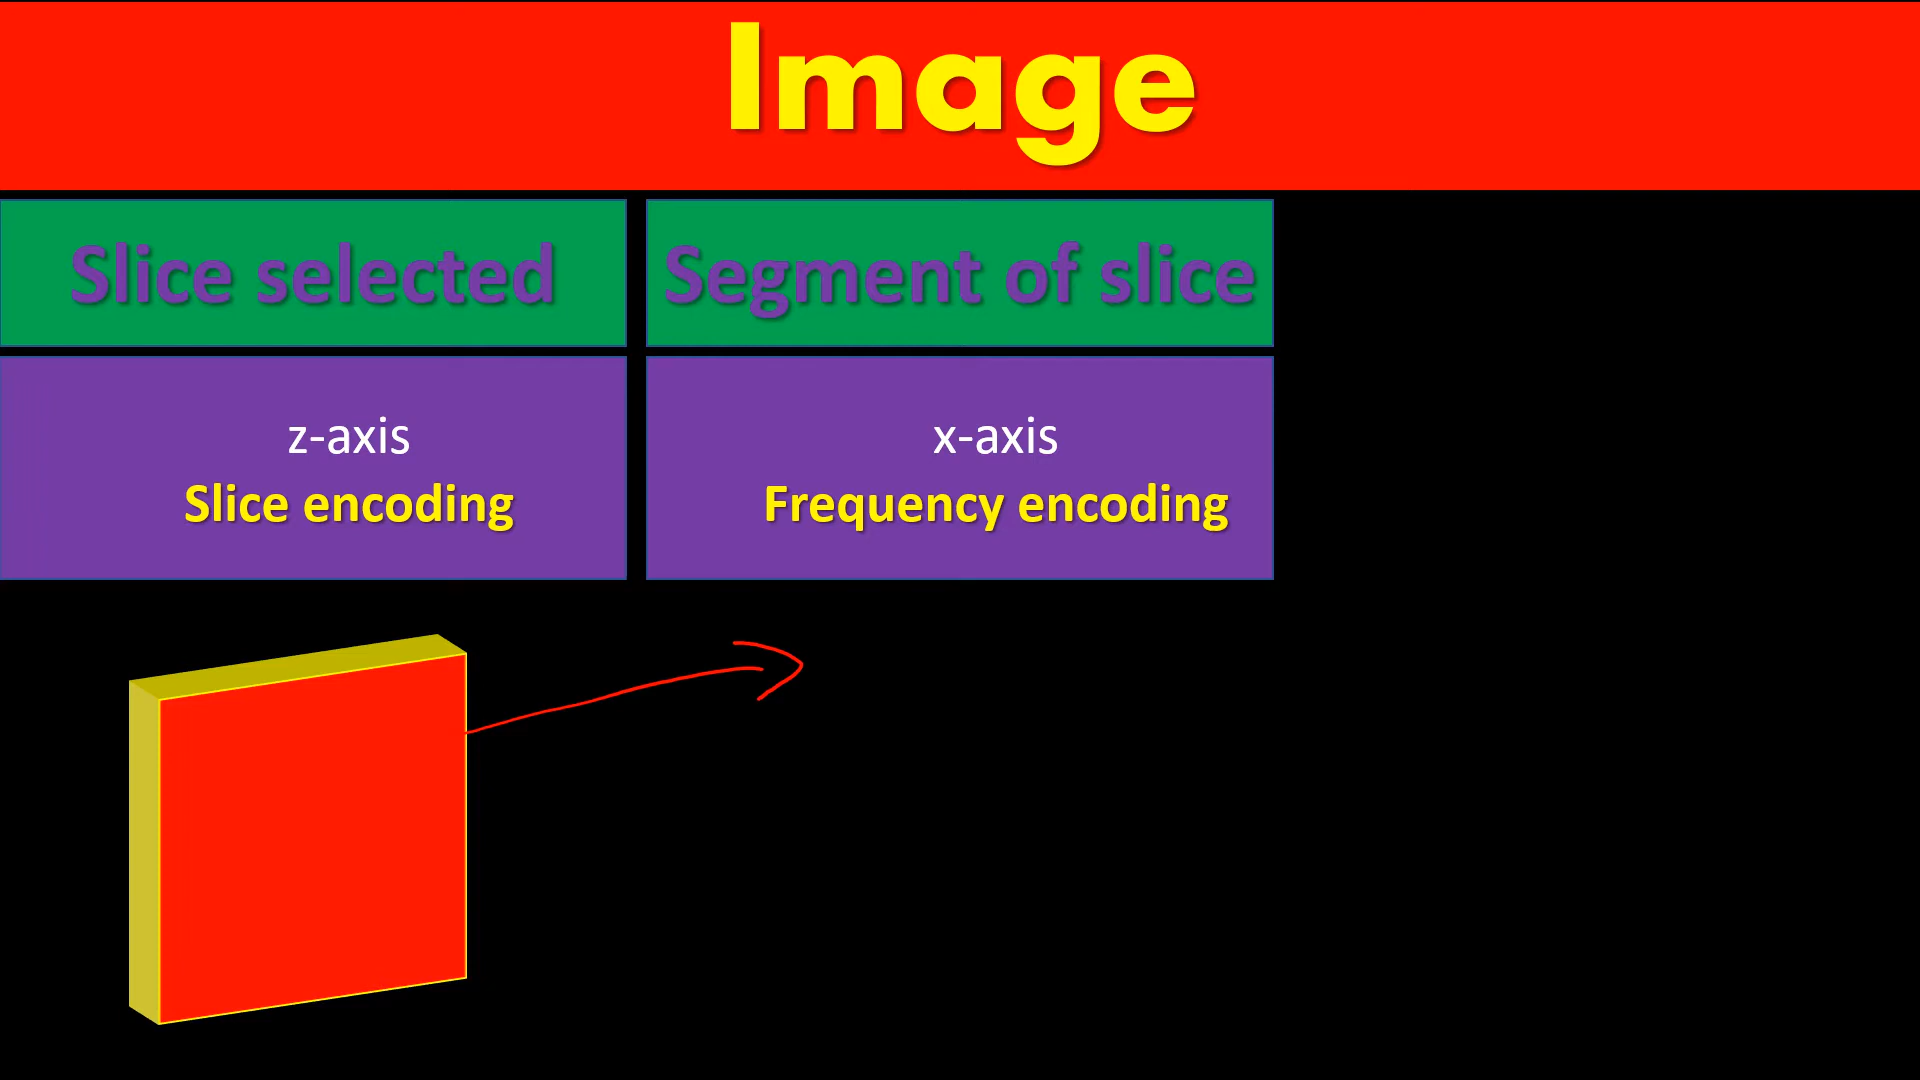 Image
Slice selected
Segment of slice
z-axis
Slice encoding
x-axis
Frequency encoding